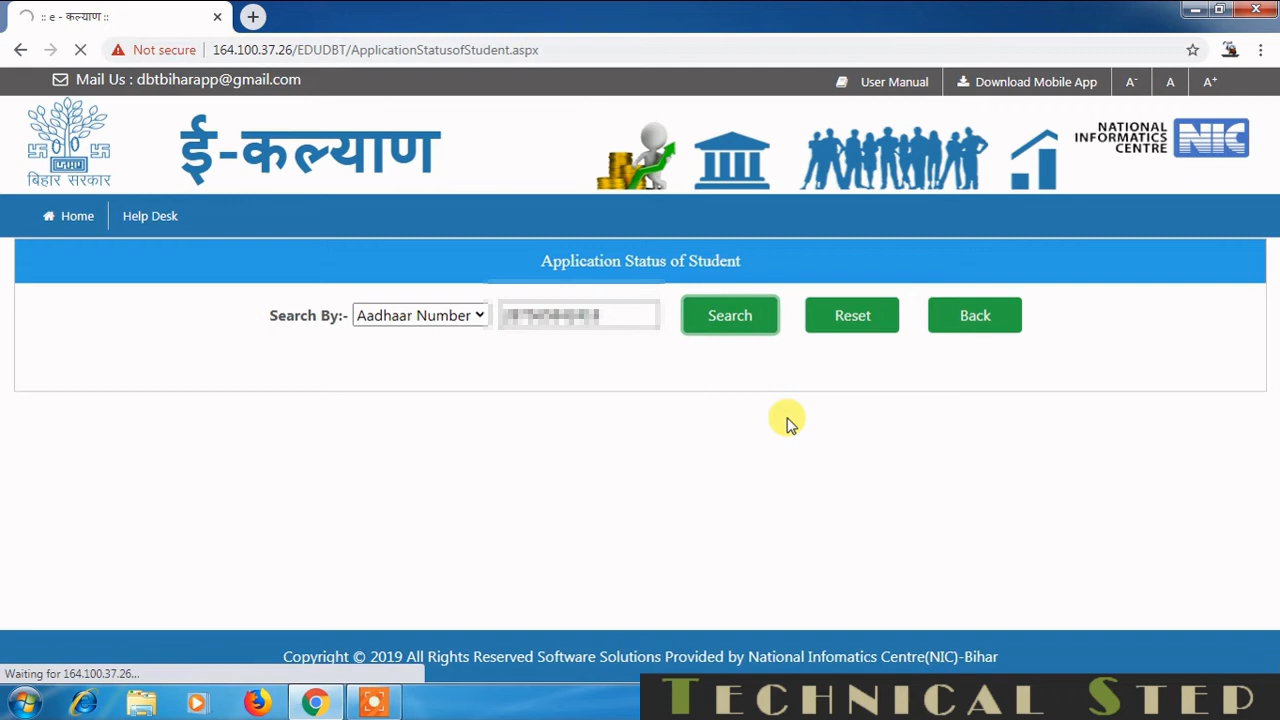 :: e - कल्याण ::
Not secure
164.100.37.26/EDUDBT/ApplicationStatusofStudent.aspx
Mail Us : dbtbiharapp@gmail.com
User Manual
Download Mobile App
A-
A
A+
बिहार सरकार
ई-कल्याण
NATIONAL
INFORMATICS
CENTRE
NIC
Home
Help Desk
Application Status of Student
Search By:-
Aadhaar Number
Search
Reset
Back
Copyright © 2019 All Rights Reserved Software Solutions Provided by National Infomatics Centre(NIC)-Bihar
Waiting for 164.100.37.26...
TECHNICAL STEP